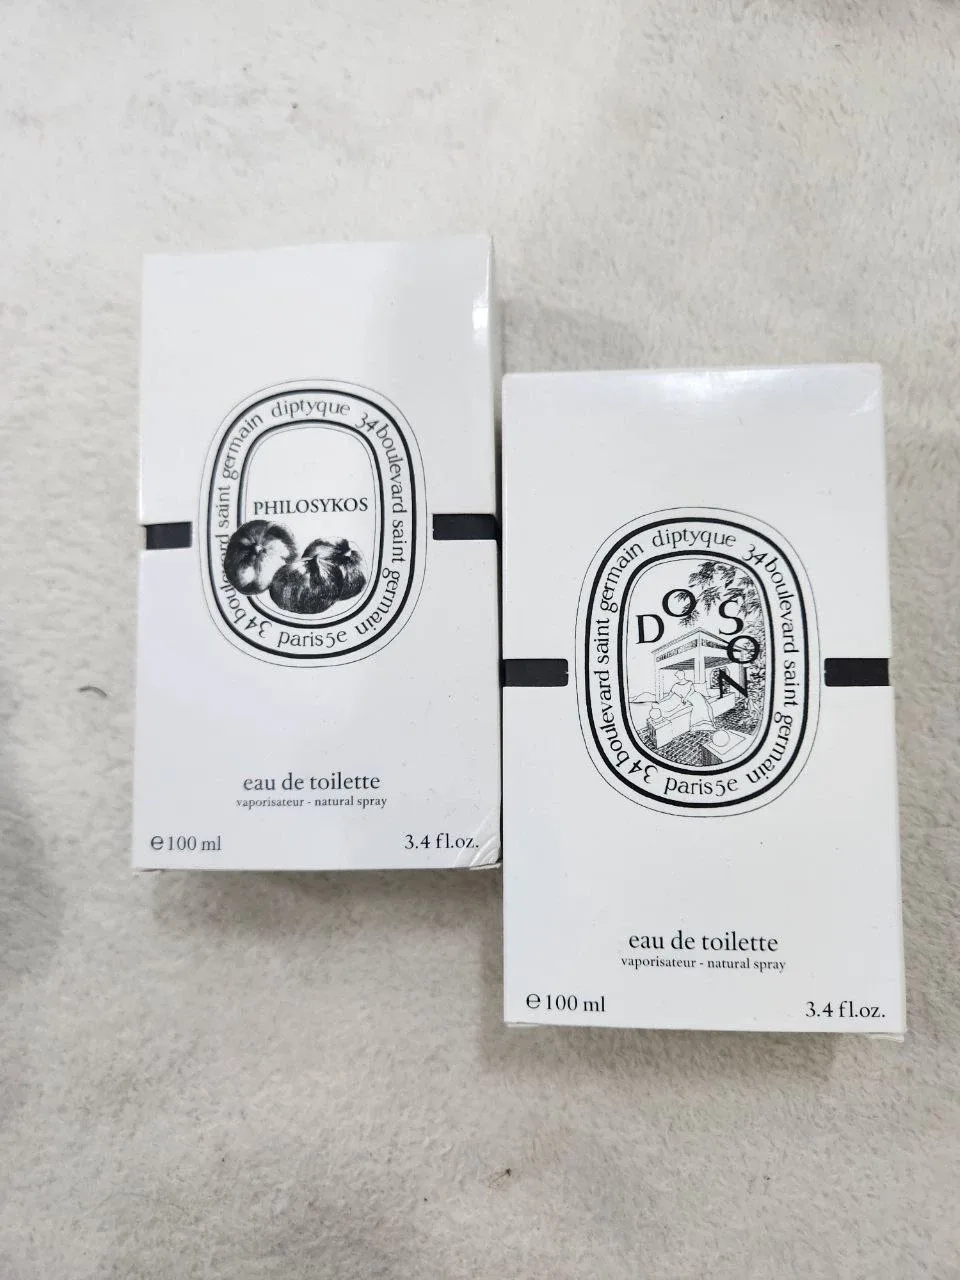 diptyque 34 boulevard saint germain paris5e 34 boulevard saint germain
PHILOSYKOS
eau de toilette
vaporisateur - natural spray
℮100 ml 3.4 fl.oz.
diptyque 34 boulevard saint germain paris5e 34 boulevard saint germain
DO SON
eau de toilette
vaporisateur - natural spray
℮100 ml 3.4 fl.oz.